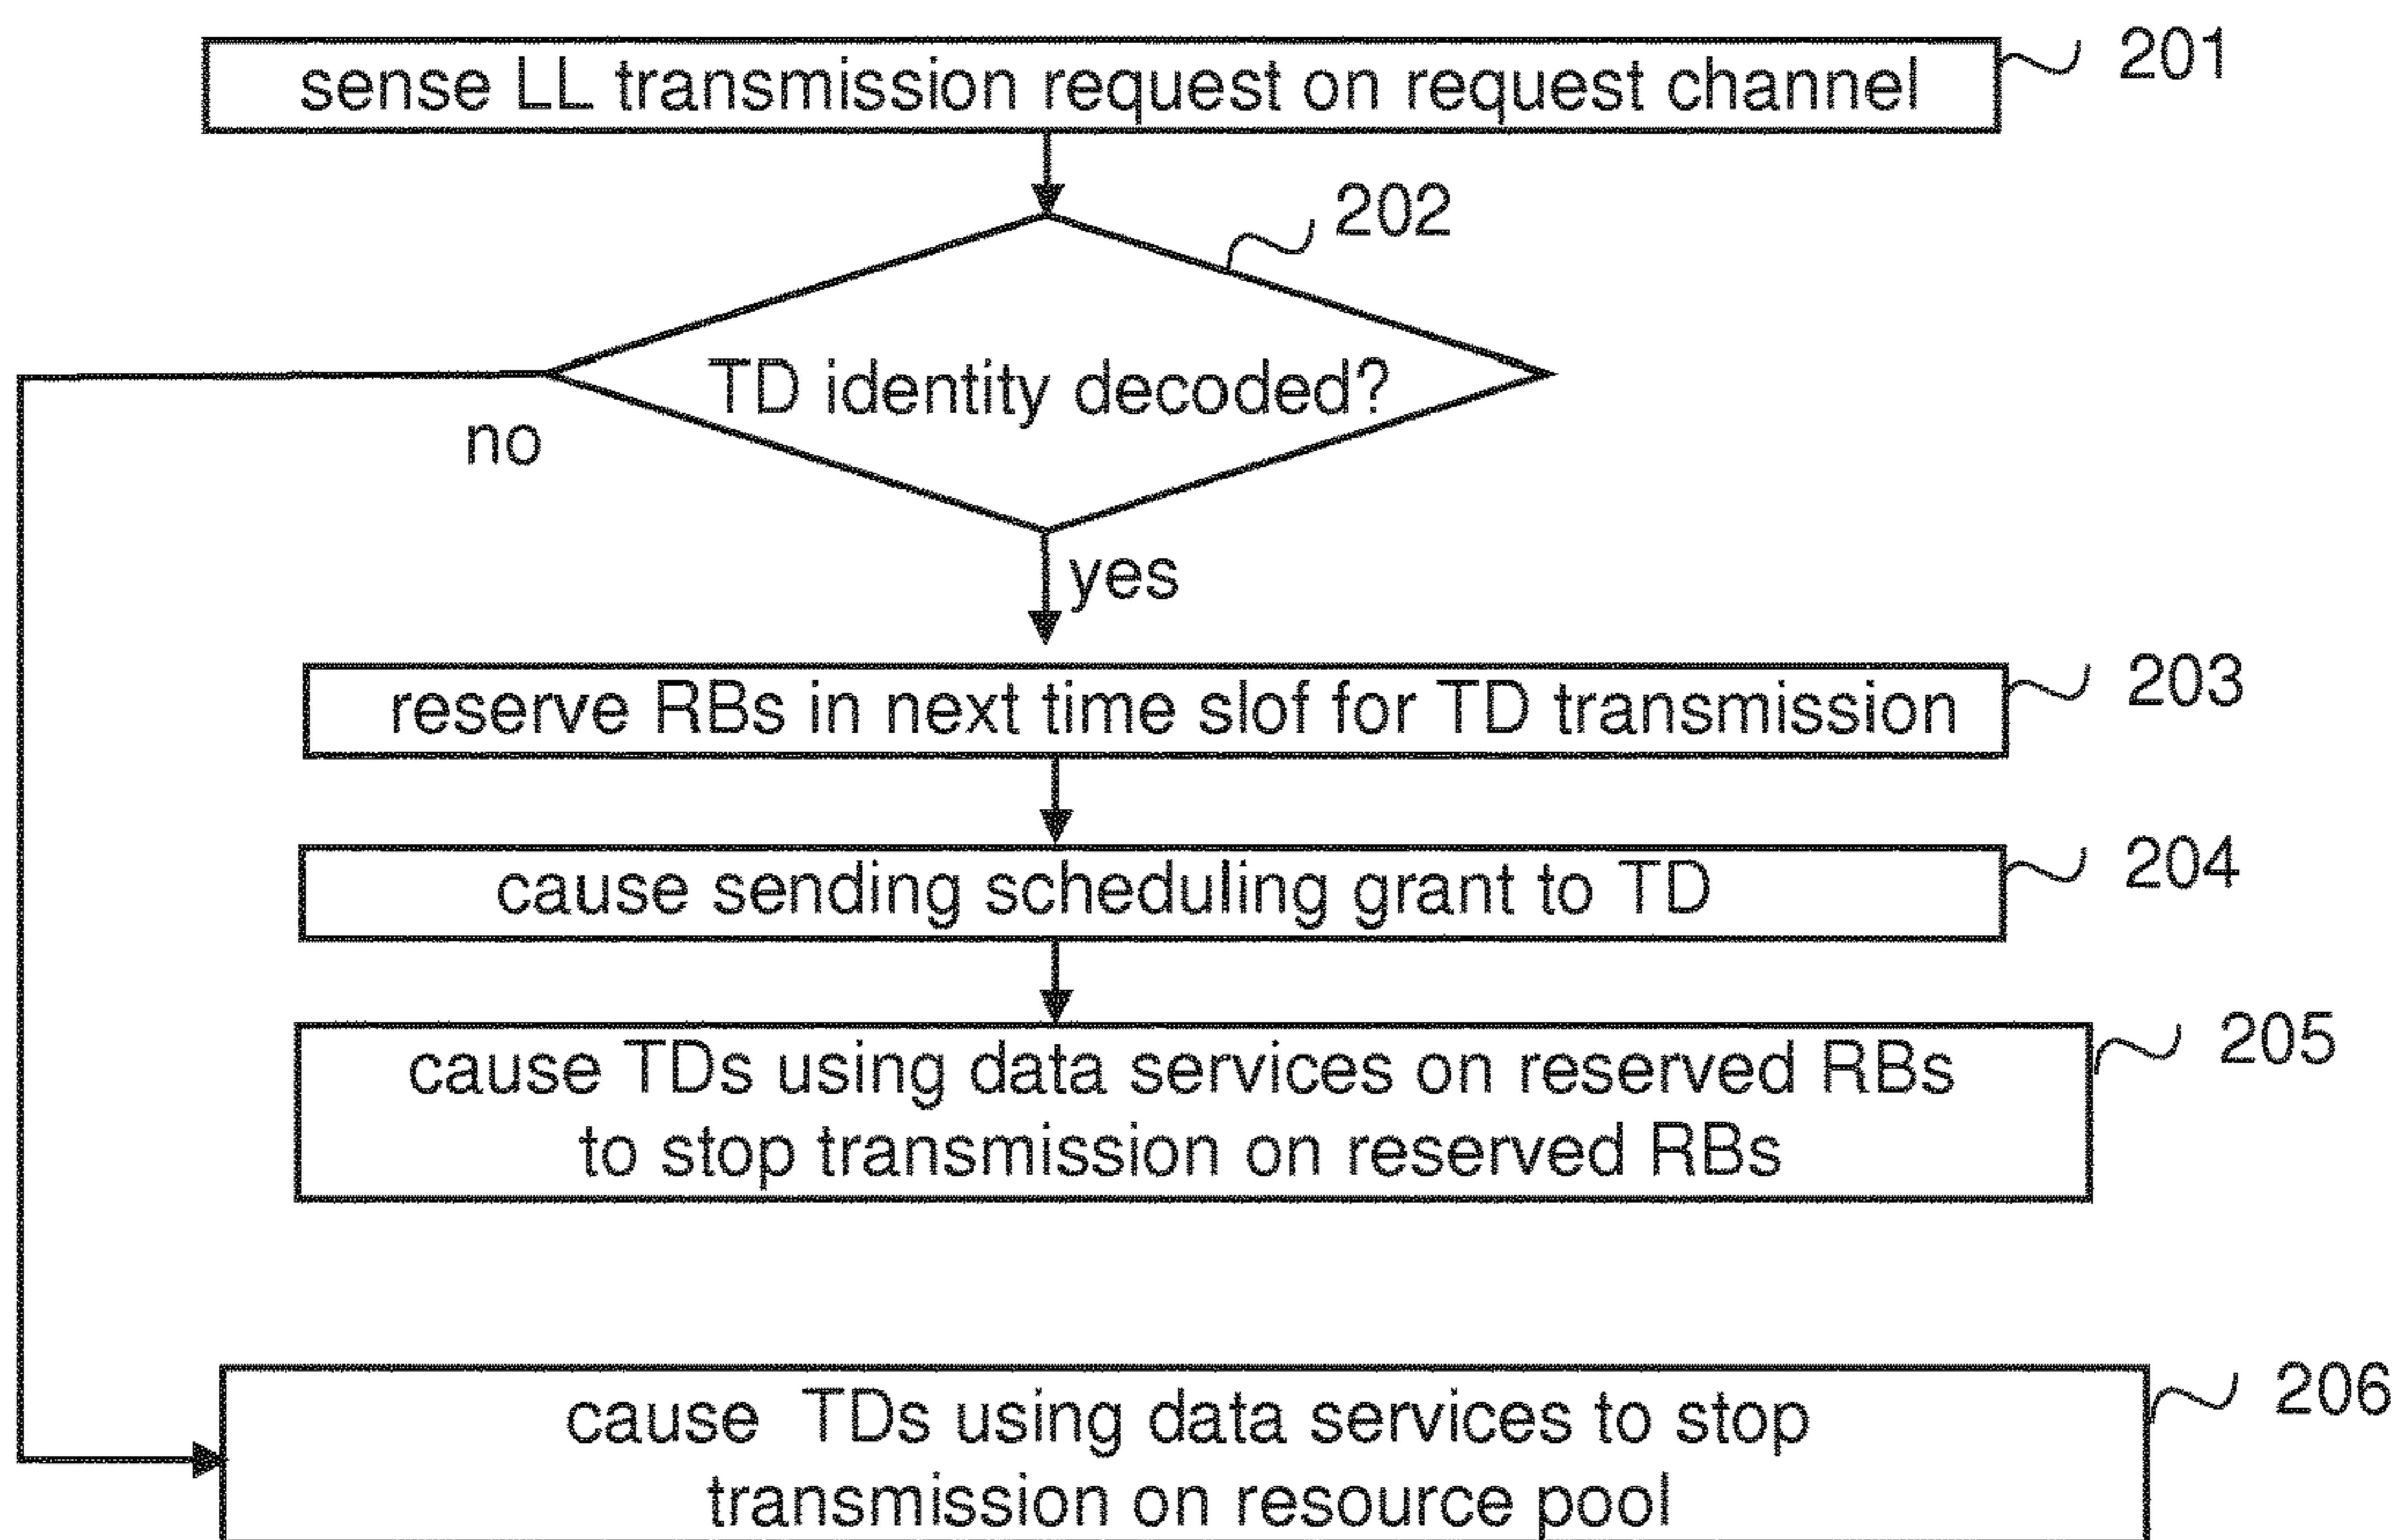 sense LL transmission request on request channel
201
202
TD identity decoded?
no
yes
reserve RBs in next time slof for TD transmission
203
cause sending scheduling grant to TD
204
cause TDs using data services on reserved RBs
to stop transmission on reserved RBs
205
cause TDs using data services to stop
transmission on resource pool
206